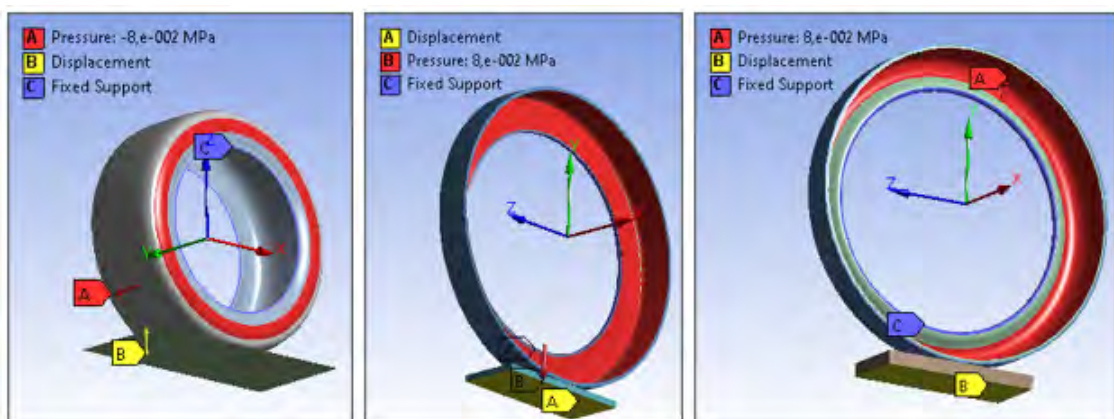 A Pressure: -8,e-002 MPa
B Displacement
C Fixed Support
C
Z
Y
X
A
B
A Displacement
B Pressure: 8,e-002 MPa
C Fixed Support
Y
Z
B
A
A Pressure: 8,e-002 MPa
B Displacement
C Fixed Support
A
Y
Z
X
C
B